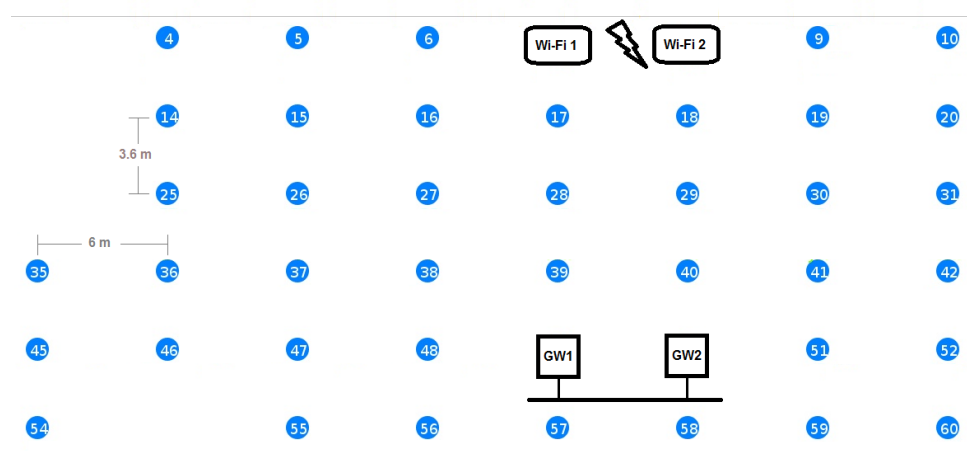 4 5 6 Wi-Fi 1 Wi-Fi 2 9 10
14 15 16 17 18 19 20
3.6 m
25 26 27 28 29 30 31
6 m
35 36 37 38 39 40 41 42
45 46 47 48 GW1 GW2 51 52
54 55 56 57 58 59 60